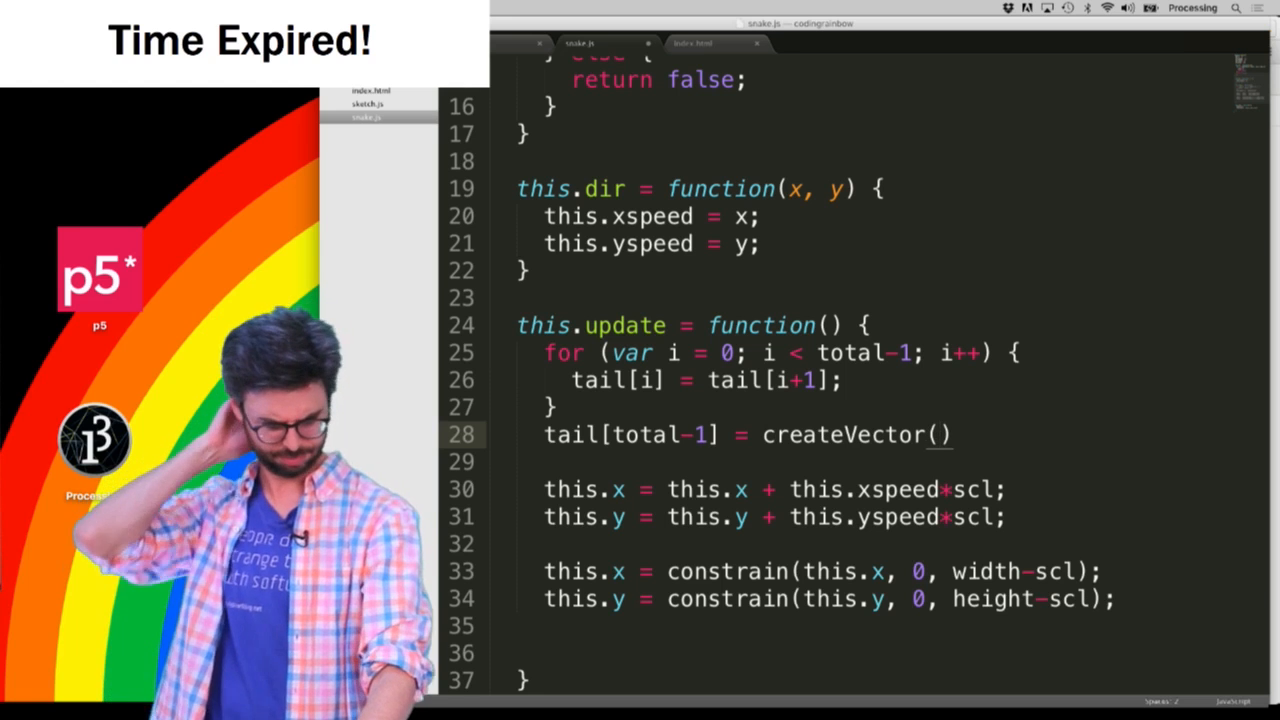 Time Expired!
Processing
snake.js — codingrainbow
snake.js
index.html
index.html
sketch.js
snake.js
} else {
return false;
16 }
17 }
18
19 this.dir = function(x, y) {
20 this.xspeed = x;
21 this.yspeed = y;
22 }
23
24 this.update = function() {
25 for (var i = 0; i < total-1; i++) {
26 tail[i] = tail[i+1];
27 }
28 tail[total-1] = createVector()
29
30 this.x = this.x + this.xspeed*scl;
31 this.y = this.y + this.yspeed*scl;
32
33 this.x = constrain(this.x, 0, width-scl);
34 this.y = constrain(this.y, 0, height-scl);
35
36
37 }
p5*
p5
Spaces: 2
JavaScript